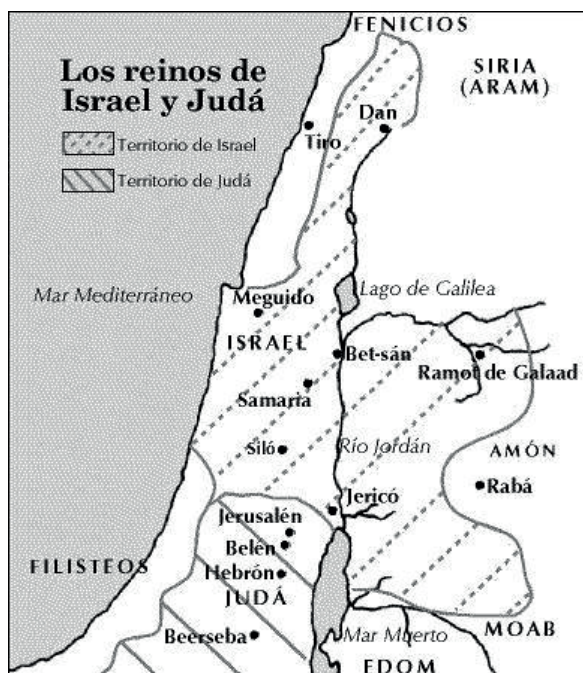 FENICIOS
Los reinos de
Israel y Judá
SIRIA
(ARAM)
Territorio de Israel
Territorio de Judá
Dan
Tiro
Mar Mediterráneo
Lago de Galilea
Meguido
ISRAEL
Bet-sán
Ramot de Galaad
Samaria
Siló
Río Jordán
AMÓN
Rabá
Jericó
Jerusalén
Belén
FILISTEOS
Hebrón
JUDÁ
Beerseba
Mar Muerto
MOAB
EDOM